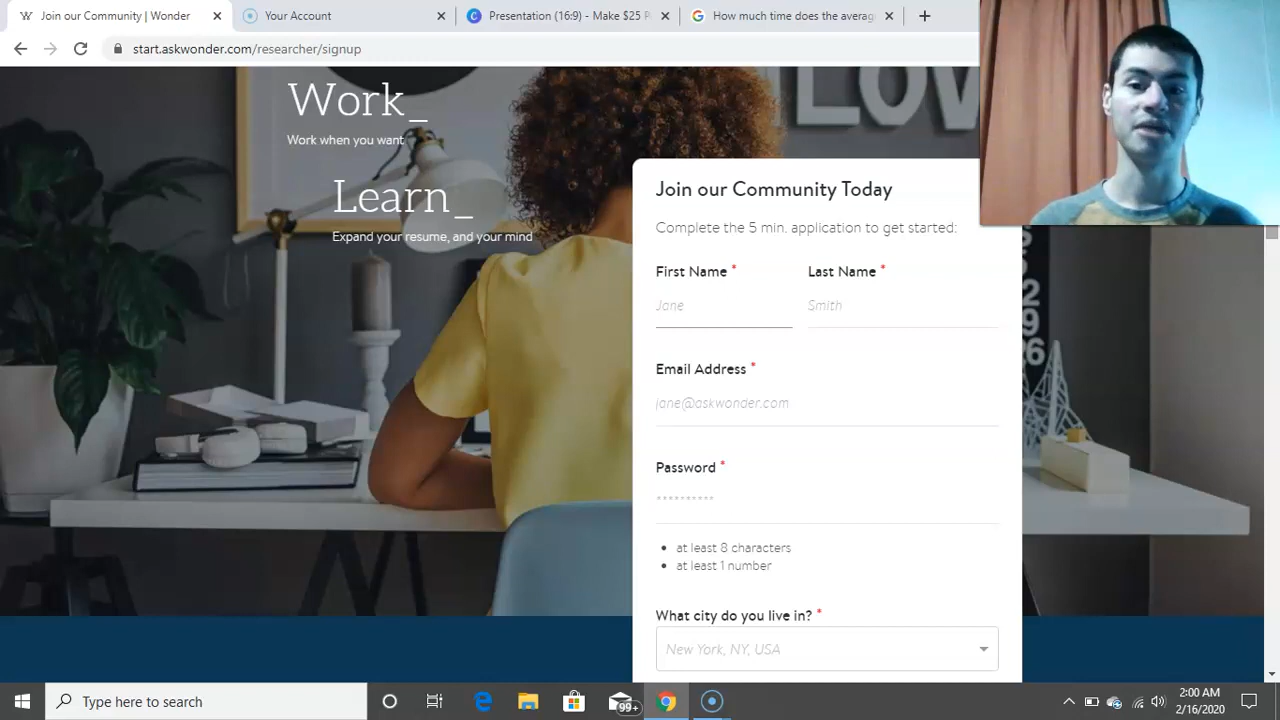 Join our Community Today | Wonder
Your Account
Presentation (16:9) - Make $25 P
How much time does the averag
start.askwonder.com/researcher/signup
Work_
Work when you want
Learn_
Expand your resume, and your mind
LOV
Join our Community Today
Complete the 5 min. application to get started:
First Name *
Last Name *
Jane
Smith
Email Address *
jane@askwonder.com
Password *
**********
at least 8 characters
at least 1 number
What city do you live in? *
New York, NY, USA
Type here to search
99+
2:00 AM
2/16/2020